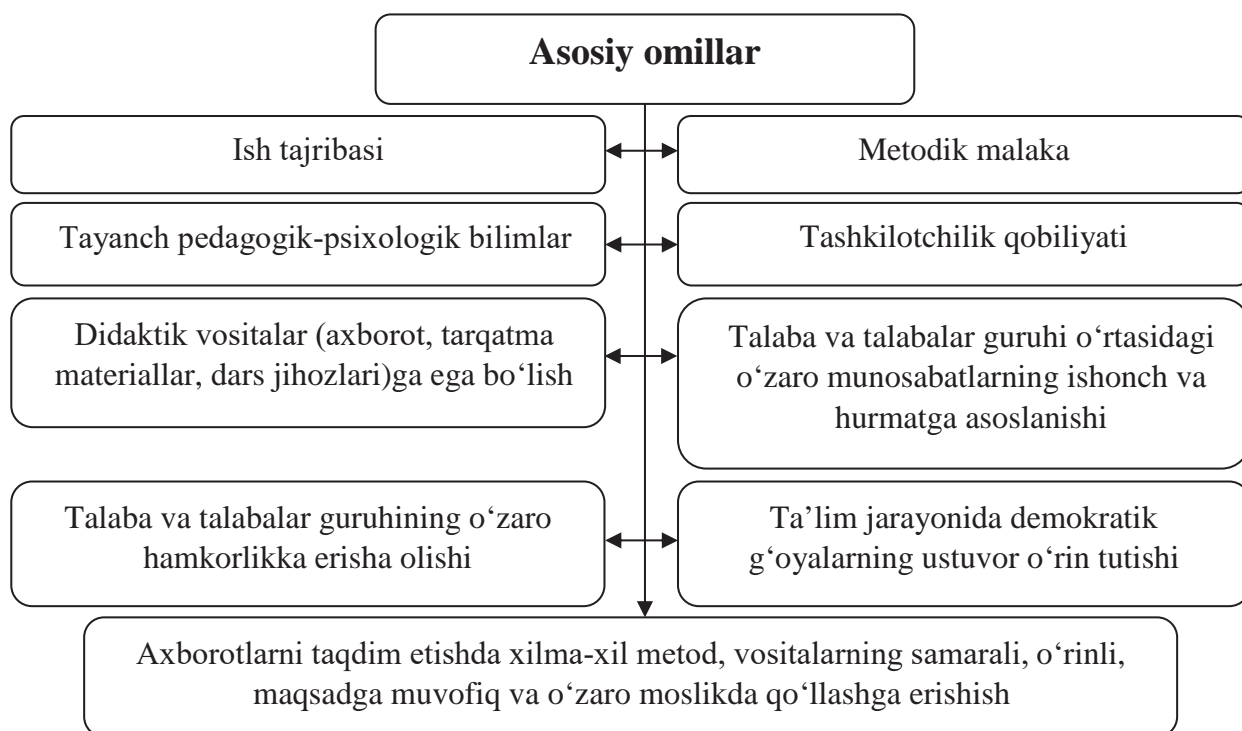 Asosiy omillar
Ish tajribasi
Metodik malaka
Tayanch pedagogik-psixologik bilimlar
Tashkilotchilik qobiliyati
Didaktik vositalar (axborot, tarqatma
materiallar, dars jihozlari)ga ega bo‘lish
Talaba va talabalar guruhi o‘rtasidagi
o‘zaro munosabatlarning ishonch va
hurmatga asoslanishi
Talaba va talabalar guruhining o‘zaro
hamkorlikka erisha olishi
Ta’lim jarayonida demokratik
g‘oyalarning ustuvor o‘rin tutishi
Axborotlarni taqdim etishda xilma-xil metod, vositalarning samarali, o‘rinli,
maqsadga muvofiq va o‘zaro moslikda qo‘llashga erishish